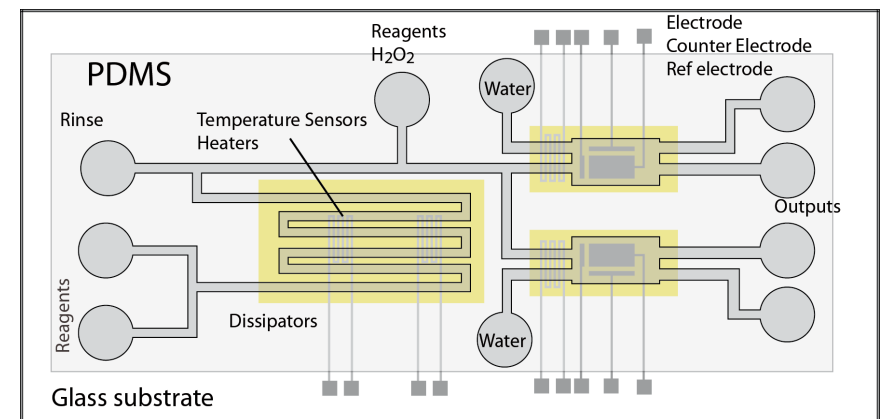 Electrode
Counter Electrode
Ref electrode
Reagents
H2O2
PDMS
Water
Rinse
Temperature Sensors
Heaters
Outputs
Reagents
Dissipators
Water
Glass substrate